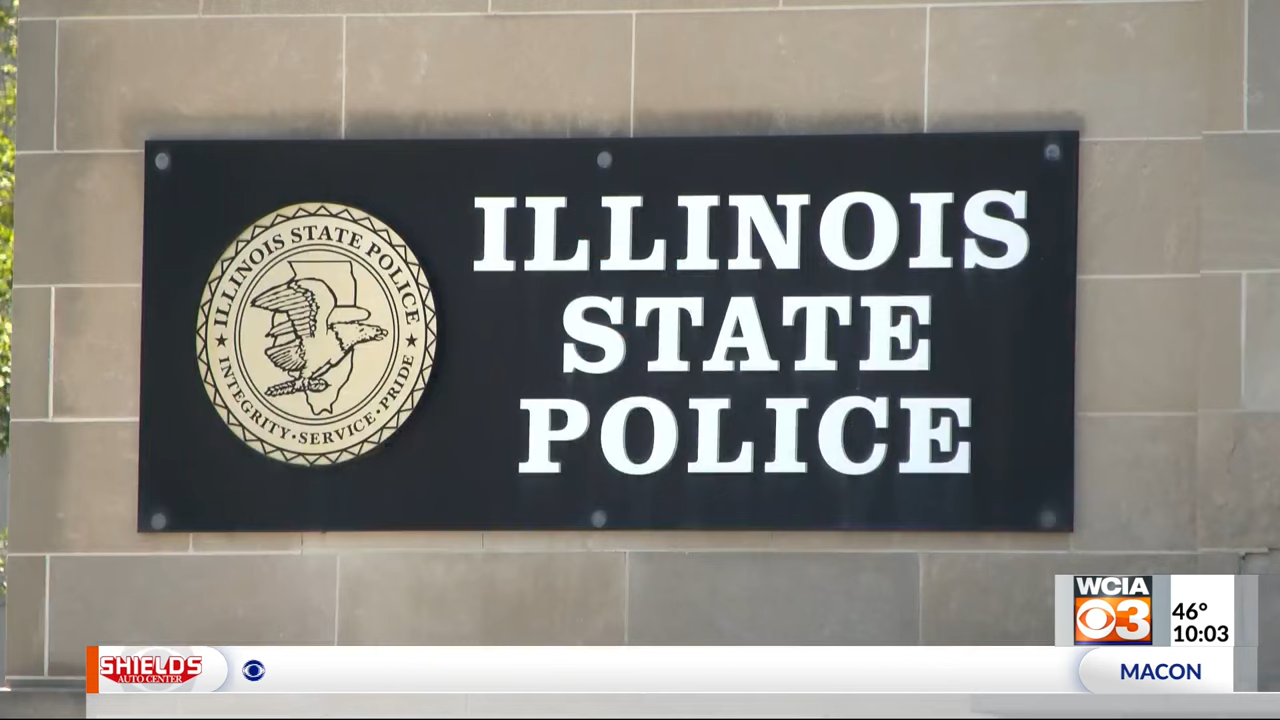 ILLINOIS STATE POLICE
★ INTEGRITY • SERVICE • PRIDE ★
ILLINOIS
STATE
POLICE
WCIA
3
46°
10:03
SHIELDS
AUTO CENTER
MACON